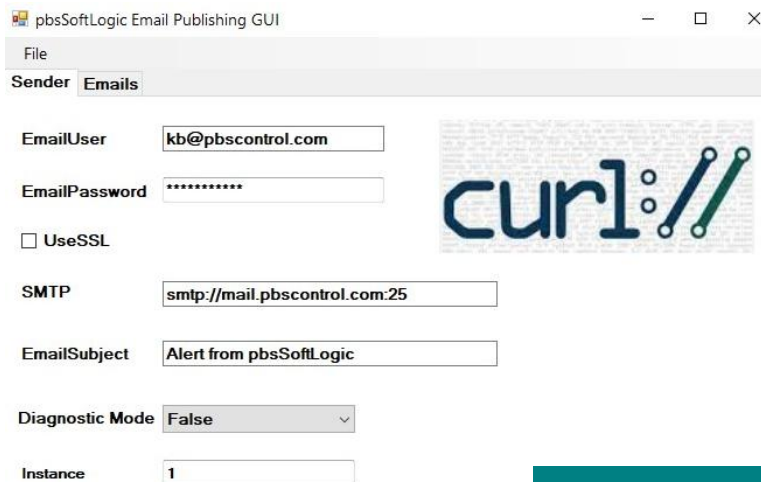 pbsSoftLogic Email Publishing GUI
File
Sender Emails
EmailUser kb@pbscontrol.com
curl://
EmailPassword ***********
UseSSL
SMTP smtp://mail.pbscontrol.com:25
EmailSubject Alert from pbsSoftLogic
Diagnostic Mode False
Instance 1